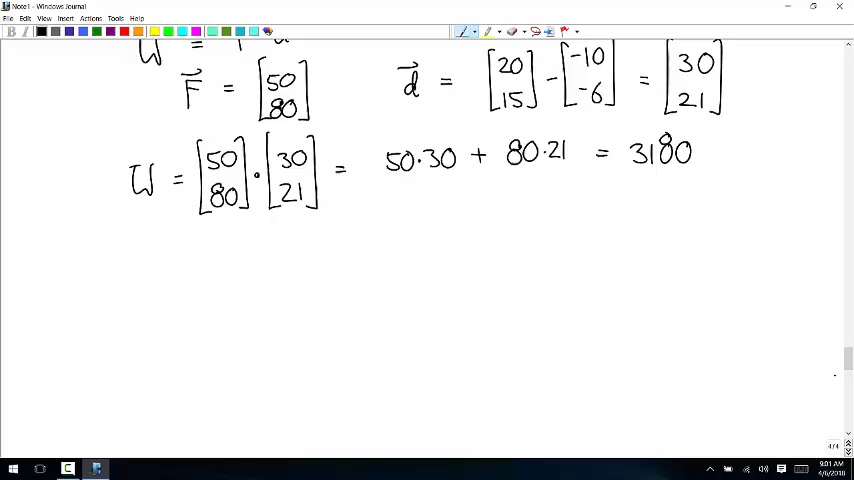 Note1 - Windows Journal
File Edit View Insert Actions Tools Help
B I
W =
F = [50 80] d = [20 15] - [-10 -6] = [30 21]
W = [50 80] · [30 21] = 50·30 + 80·21 = 3180
4/4
9:01 AM
4/6/2018